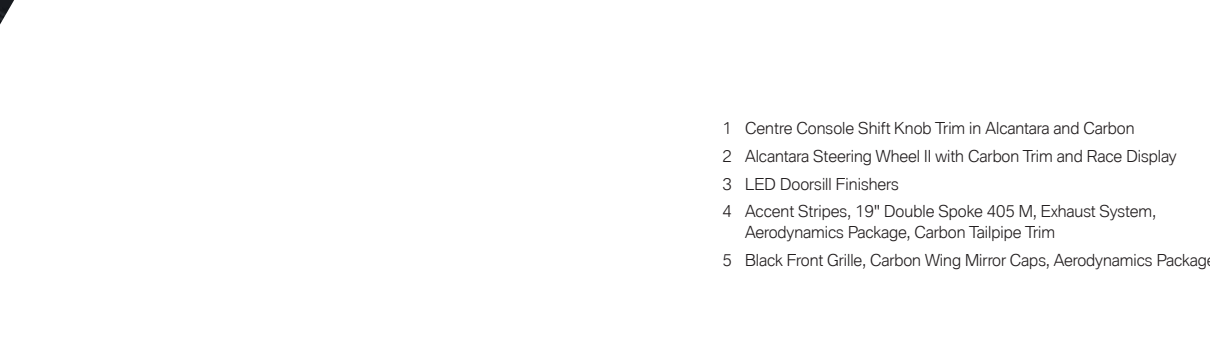 1 Centre Console Shift Knob Trim in Alcantara and Carbon
2 Alcantara Steering Wheel II with Carbon Trim and Race Display
3 LED Doorsill Finishers
4 Accent Stripes, 19" Double Spoke 405 M, Exhaust System,
Aerodynamics Package, Carbon Tailpipe Trim
5 Black Front Grille, Carbon Wing Mirror Caps, Aerodynamics Package